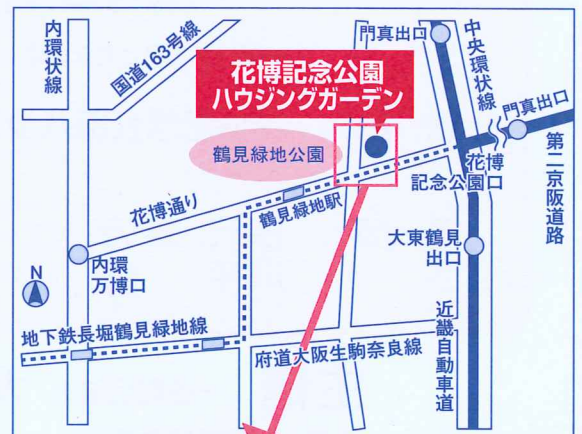 内環状線
国道163号線
門真出口
中央環状線
花博記念公園
ハウジングガーデン
門真出口
鶴見緑地公園
花博
記念公園口
第二京阪道路
鶴見緑地駅
花博通り
大東鶴見
出口
内環
万博口
N
地下鉄長堀鶴見緑地線
府道大阪生駒奈良線
近畿自動車道